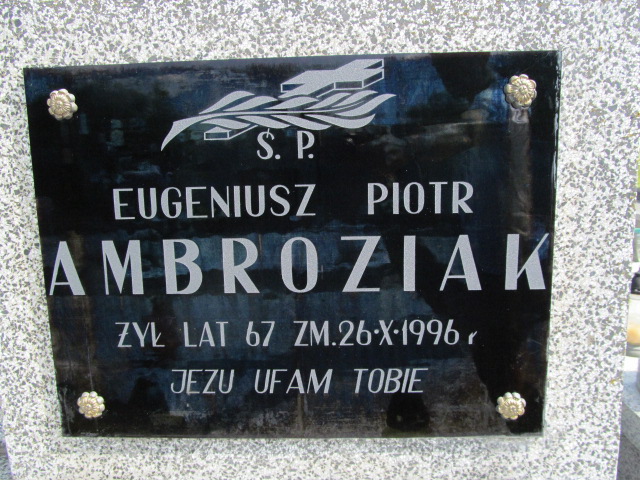 Ś. P.
EUGENIUSZ PIOTR
AMBROZIAK
ŻYŁ LAT 67 ZM. 26·X·1996 r
JEZU UFAM TOBIE